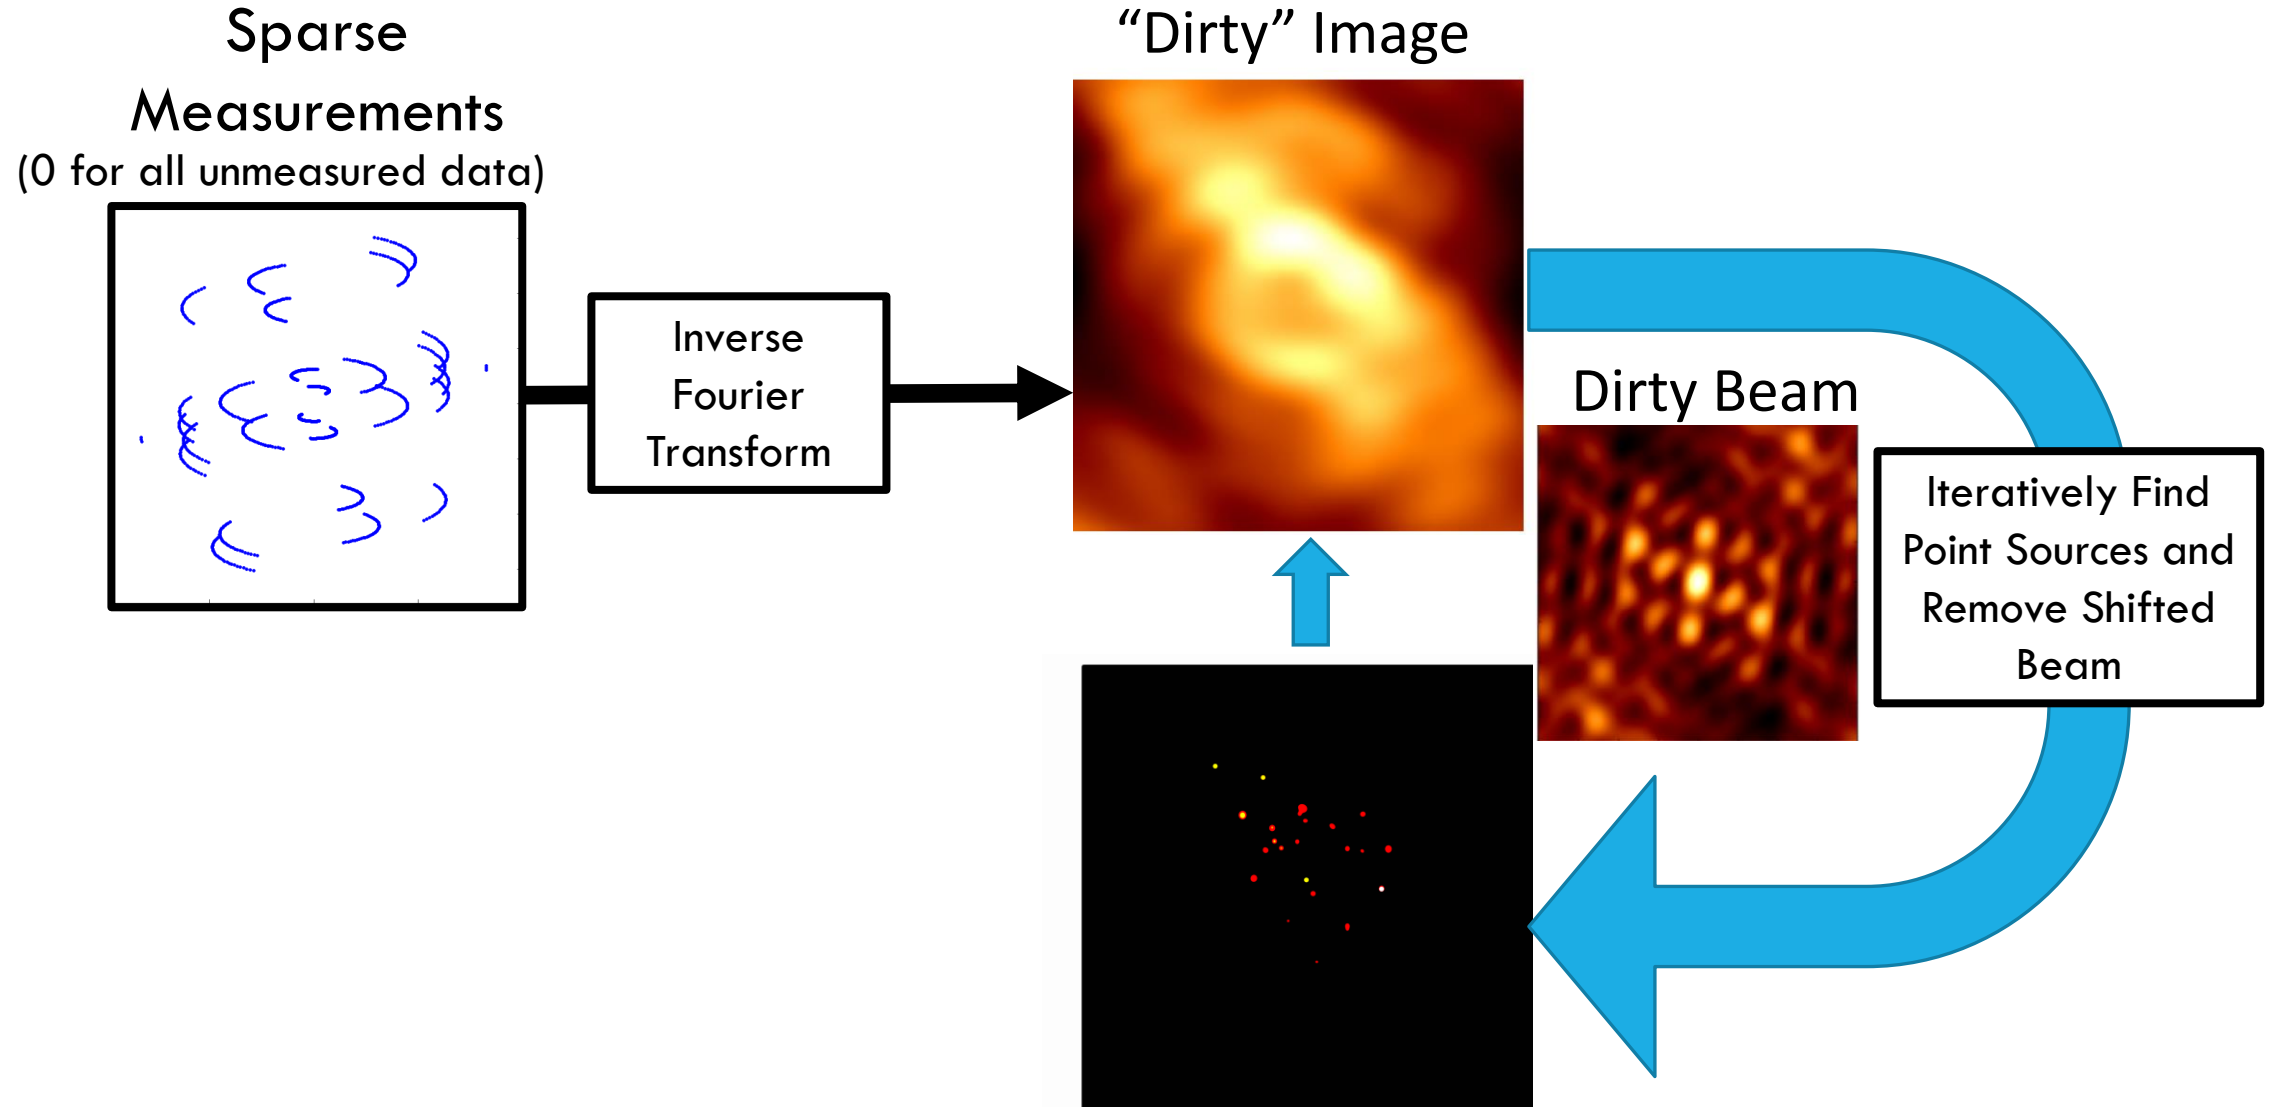 Sparse
Measurements
(0 for all unmeasured data)
Inverse
Fourier
Transform
“Dirty” Image
Dirty Beam
Iteratively Find
Point Sources and
Remove Shifted
Beam